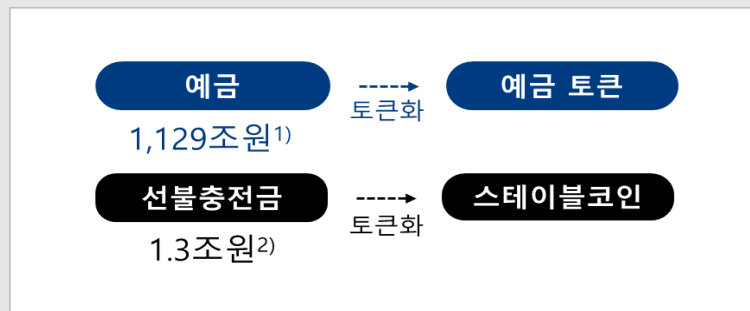 예금
토큰화
예금 토큰
1,129조원1)
선불충전금
토큰화
스테이블코인
1.3조원2)